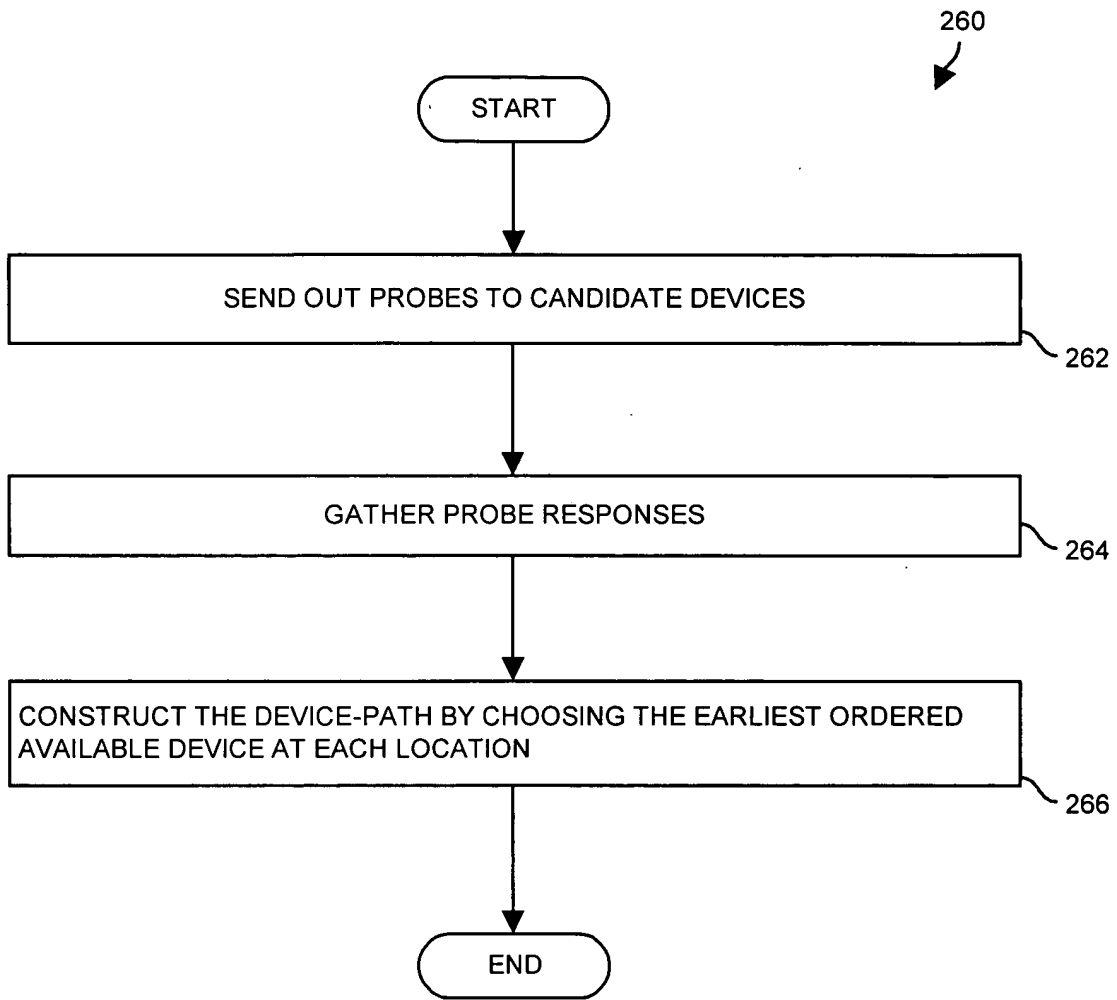 260
START
SEND OUT PROBES TO CANDIDATE DEVICES
262
GATHER PROBE RESPONSES
264
CONSTRUCT THE DEVICE-PATH BY CHOOSING THE EARLIEST ORDERED
AVAILABLE DEVICE AT EACH LOCATION
266
END